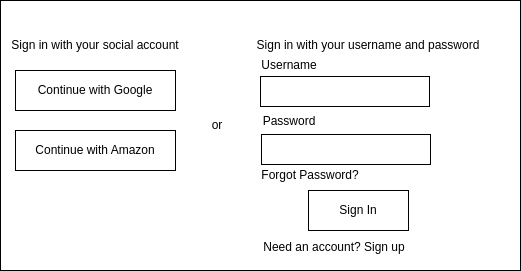 Sign in with your social account
Continue with Google
Continue with Amazon
or
Sign in with your username and password
Username
Password
Forgot Password?
Sign In
Need an account? Sign up